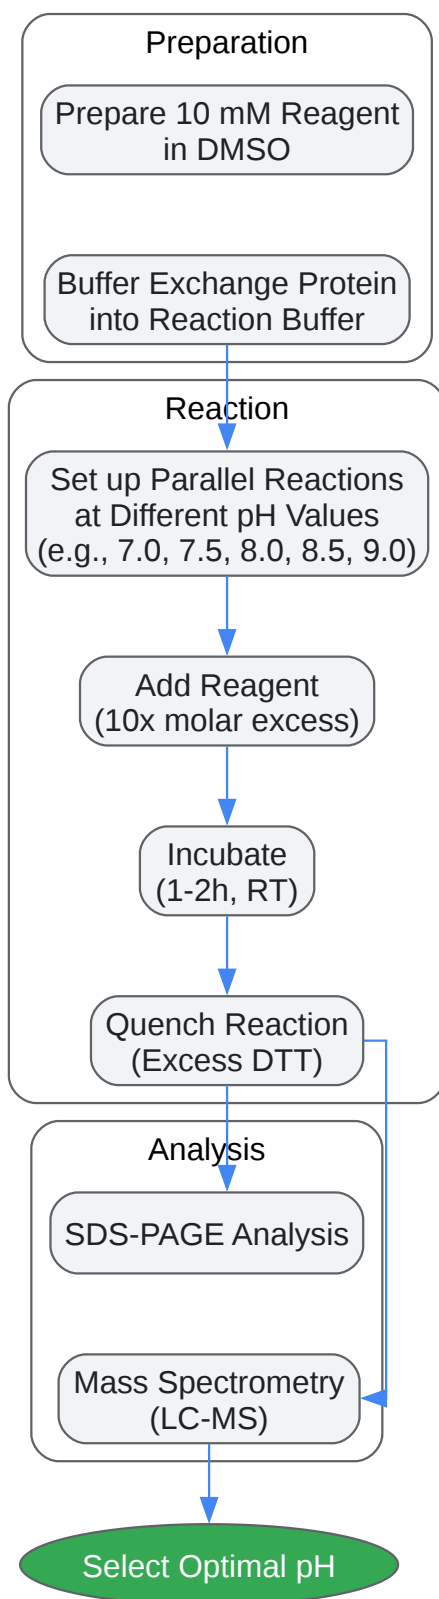 Preparation
Prepare 10 mM Reagent
in DMSO
Buffer Exchange Protein
into Reaction Buffer
Reaction
Set up Parallel Reactions
at Different pH Values
(e.g., 7.0, 7.5, 8.0, 8.5, 9.0)
Add Reagent
(10x molar excess)
Incubate
(1-2h, RT)
Quench Reaction
(Excess DTT)
Analysis
SDS-PAGE Analysis
Mass Spectrometry
(LC-MS)
Select Optimal pH